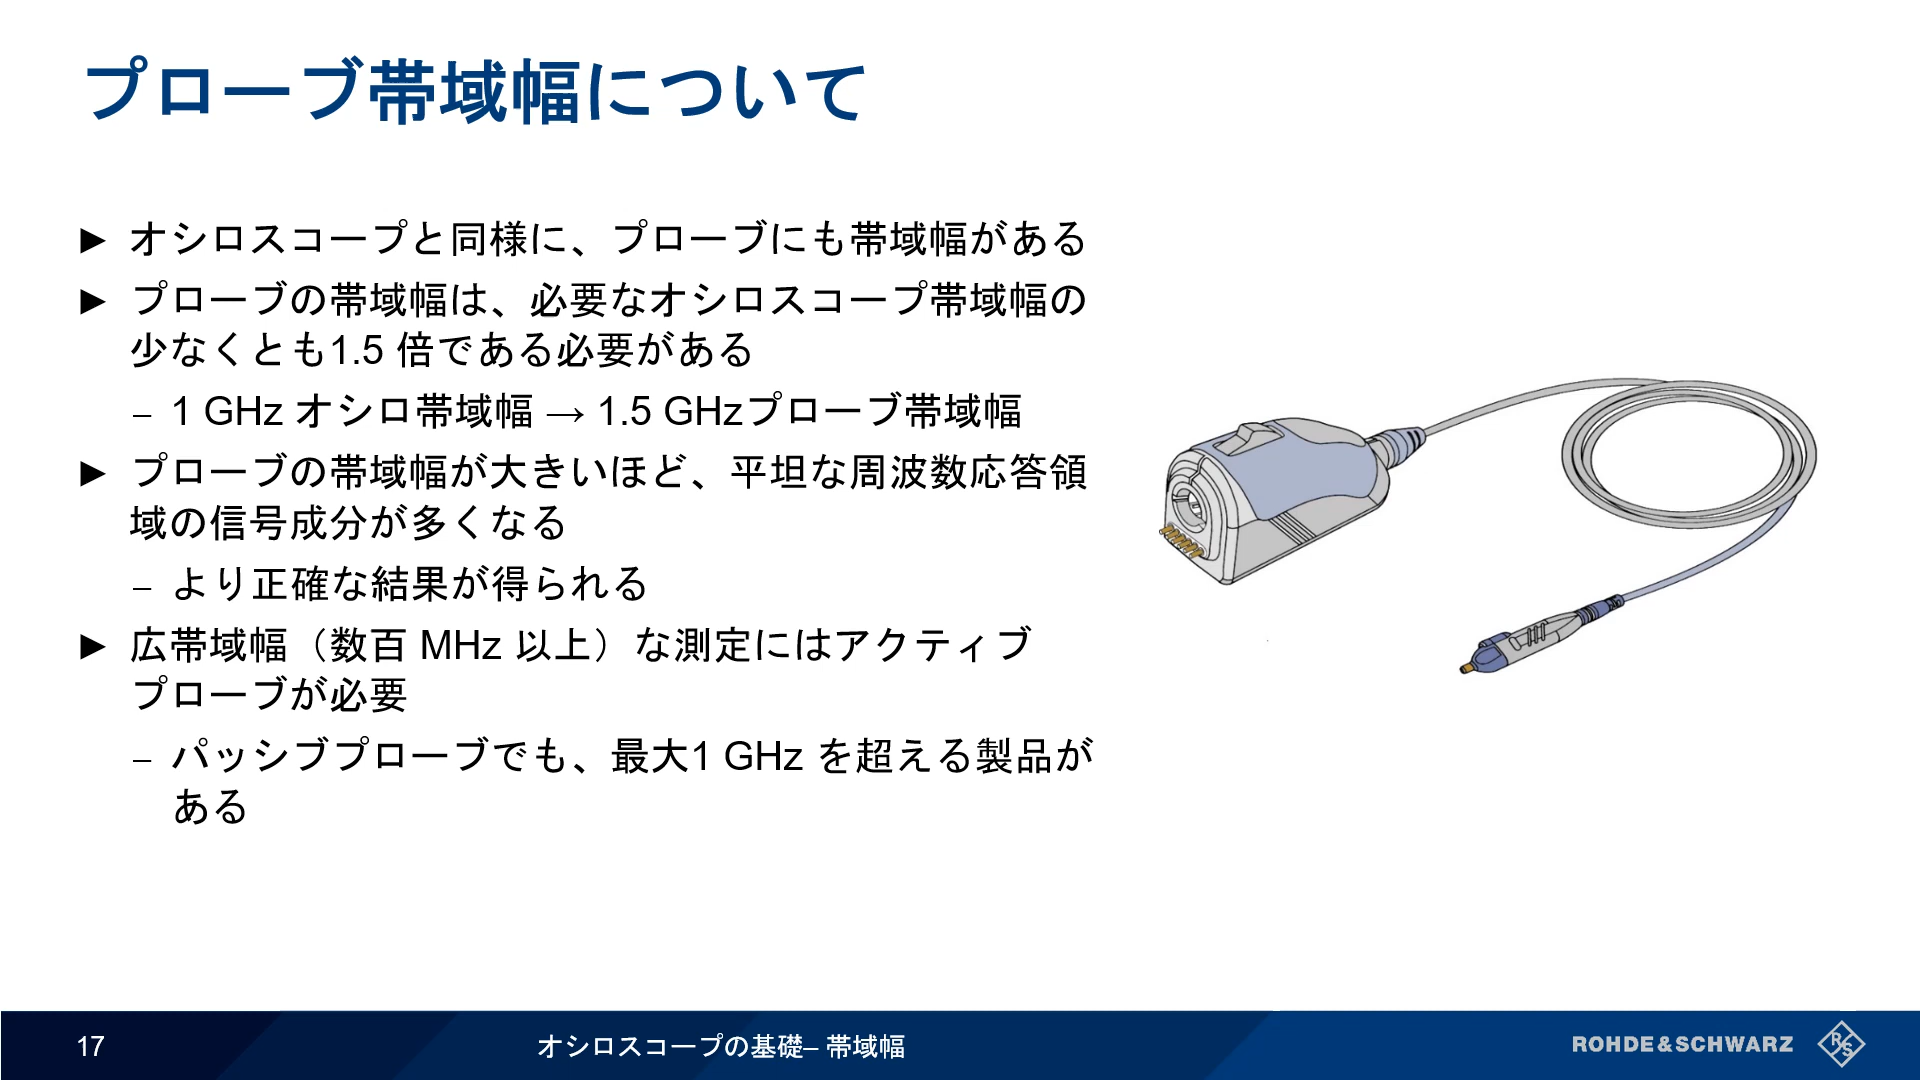 プローブ帯域幅について
► オシロスコープと同様に、プローブにも帯域幅がある
► プローブの帯域幅は、必要なオシロスコープ帯域幅の
少なくとも1.5 倍である必要がある
– 1 GHz オシロ帯域幅 → 1.5 GHzプローブ帯域幅
► プローブの帯域幅が大きいほど、平坦な周波数応答領
域の信号成分が多くなる
– より正確な結果が得られる
► 広帯域幅（数百 MHz 以上）な測定にはアクティブ
プローブが必要
– パッシブプローブでも、最大1 GHz を超える製品が
ある
17
オシロスコープの基礎– 帯域幅
ROHDE&SCHWARZ
R&S